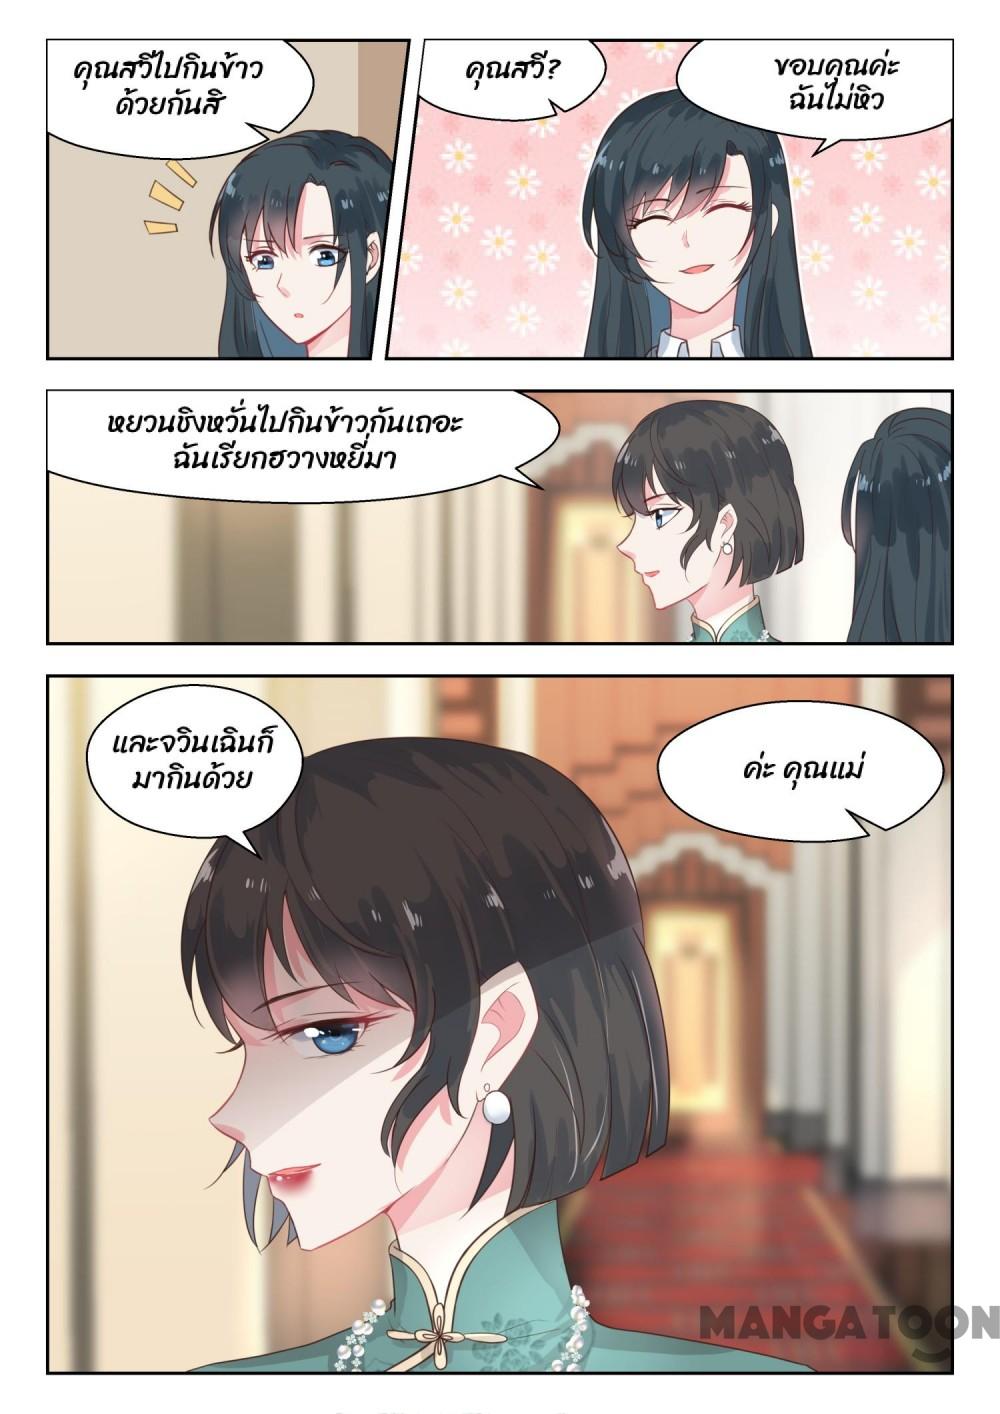 คุณสวีไปกินข้าว
ด้วยกันสิ
คุณสวี?
ขอบคุณค่ะ
ฉันไม่หิว
หยวนชิงหวั่นไปกินข้าวกันเถอะ
ฉันเรียกฮวางหยี่มา
และจวินเฉินก็
มากินด้วย
ค่ะ คุณแม่
MANGATOON